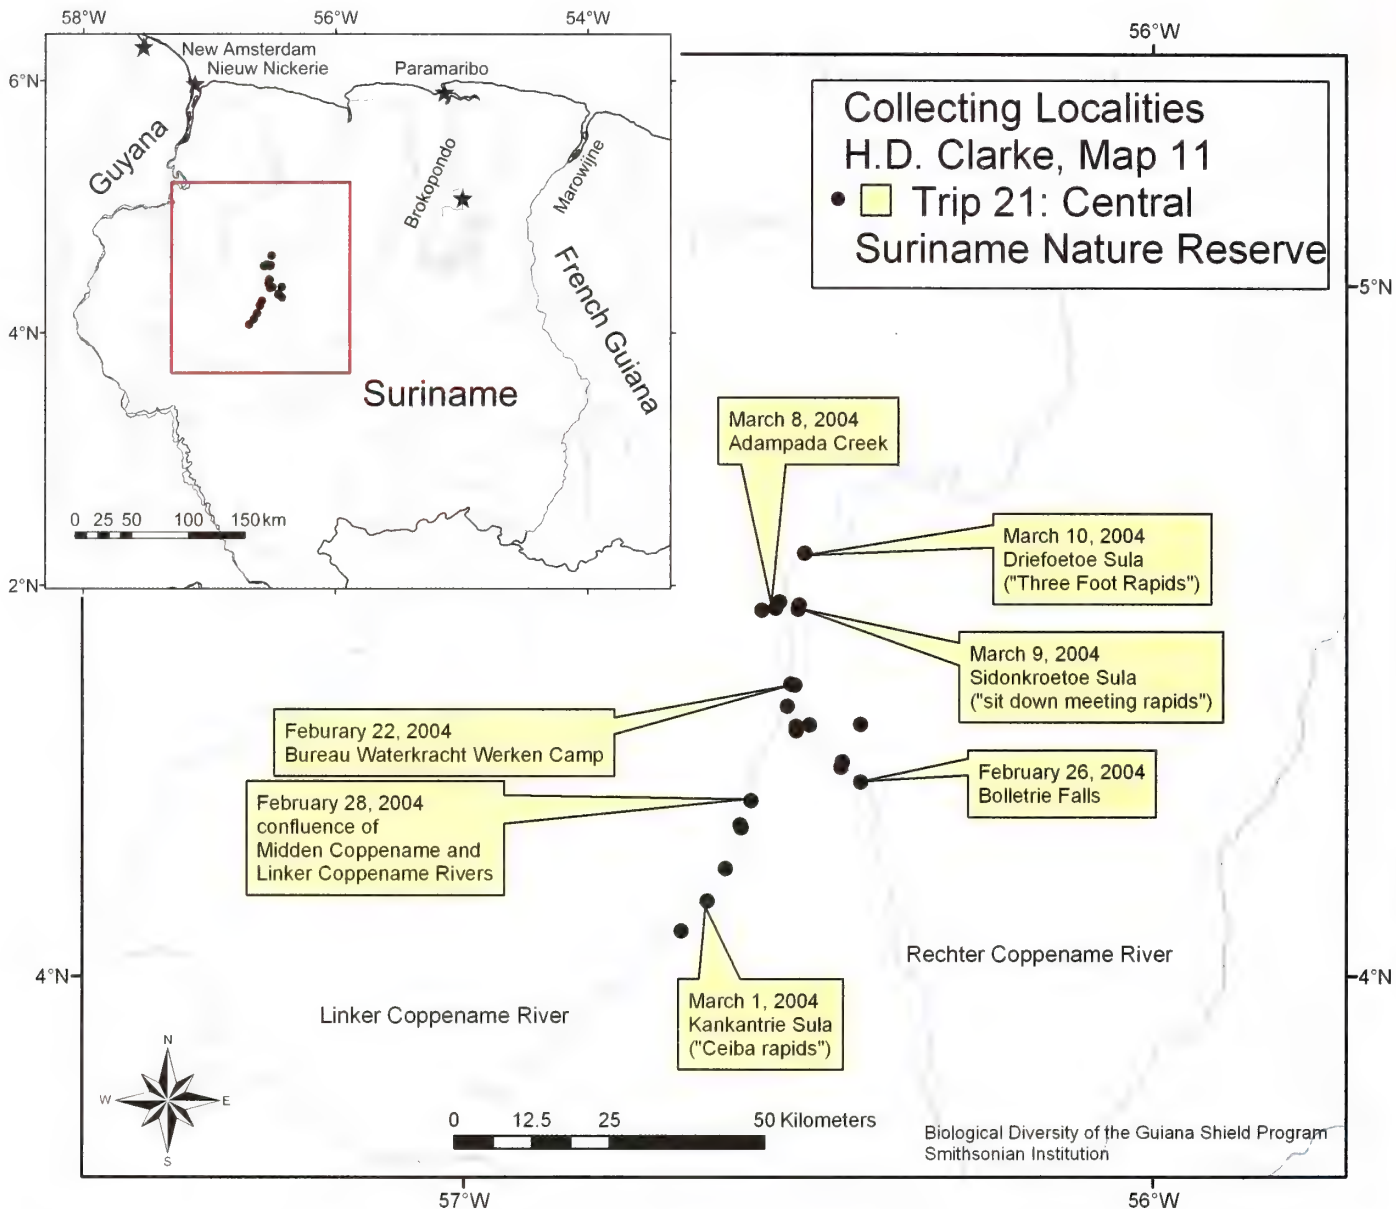 58°W
56°W
54°W
56°W
6°N
4°N
2°N
New Amsterdam
Nieuw Nickerie
Paramaribo
Guyana
Brokopondo
Marowijne
French Guiana
Suriname
0 25 50 100 150 km
Collecting Localities
H.D. Clarke, Map 11
Trip 21: Central
Suriname Nature Reserve
5°N
March 8, 2004
Adampada Creek
March 10, 2004
Driefoetoe Sula
("Three Foot Rapids")
March 9, 2004
Sidonkroetoe Sula
("sit down meeting rapids")
Feburary 22, 2004
Bureau Waterkracht Werken Camp
February 26, 2004
Bolletrie Falls
February 28, 2004
confluence of
Midden Coppename and
Linker Coppename Rivers
Rechter Coppename River
4°N
4°N
March 1, 2004
Kankantrie Sula
("Ceiba rapids")
Linker Coppename River
N
W E
S
0 12.5 25 50 Kilometers
Biological Diversity of the Guiana Shield Program
Smithsonian Institution
57°W
56°W